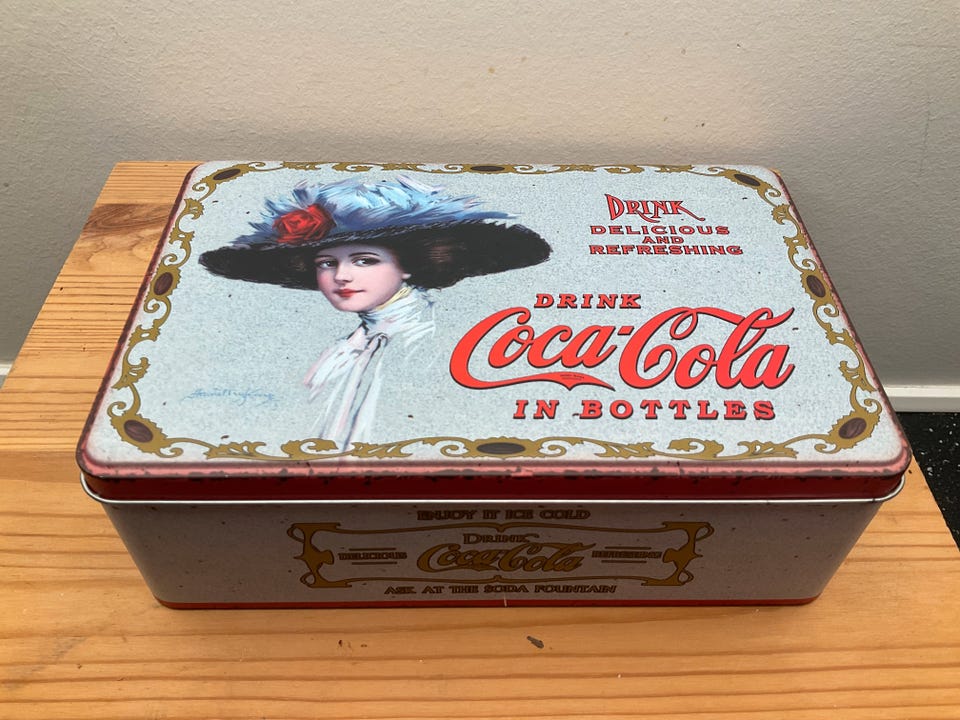 DRINK
DELICIOUS
AND
REFRESHING
DRINK
Coca-Cola
IN BOTTLES
ENJOY IT ICE COLD
DRINK
DELICIOUS Coca-Cola REFRESHING
ASK AT THE SODA FOUNTAIN